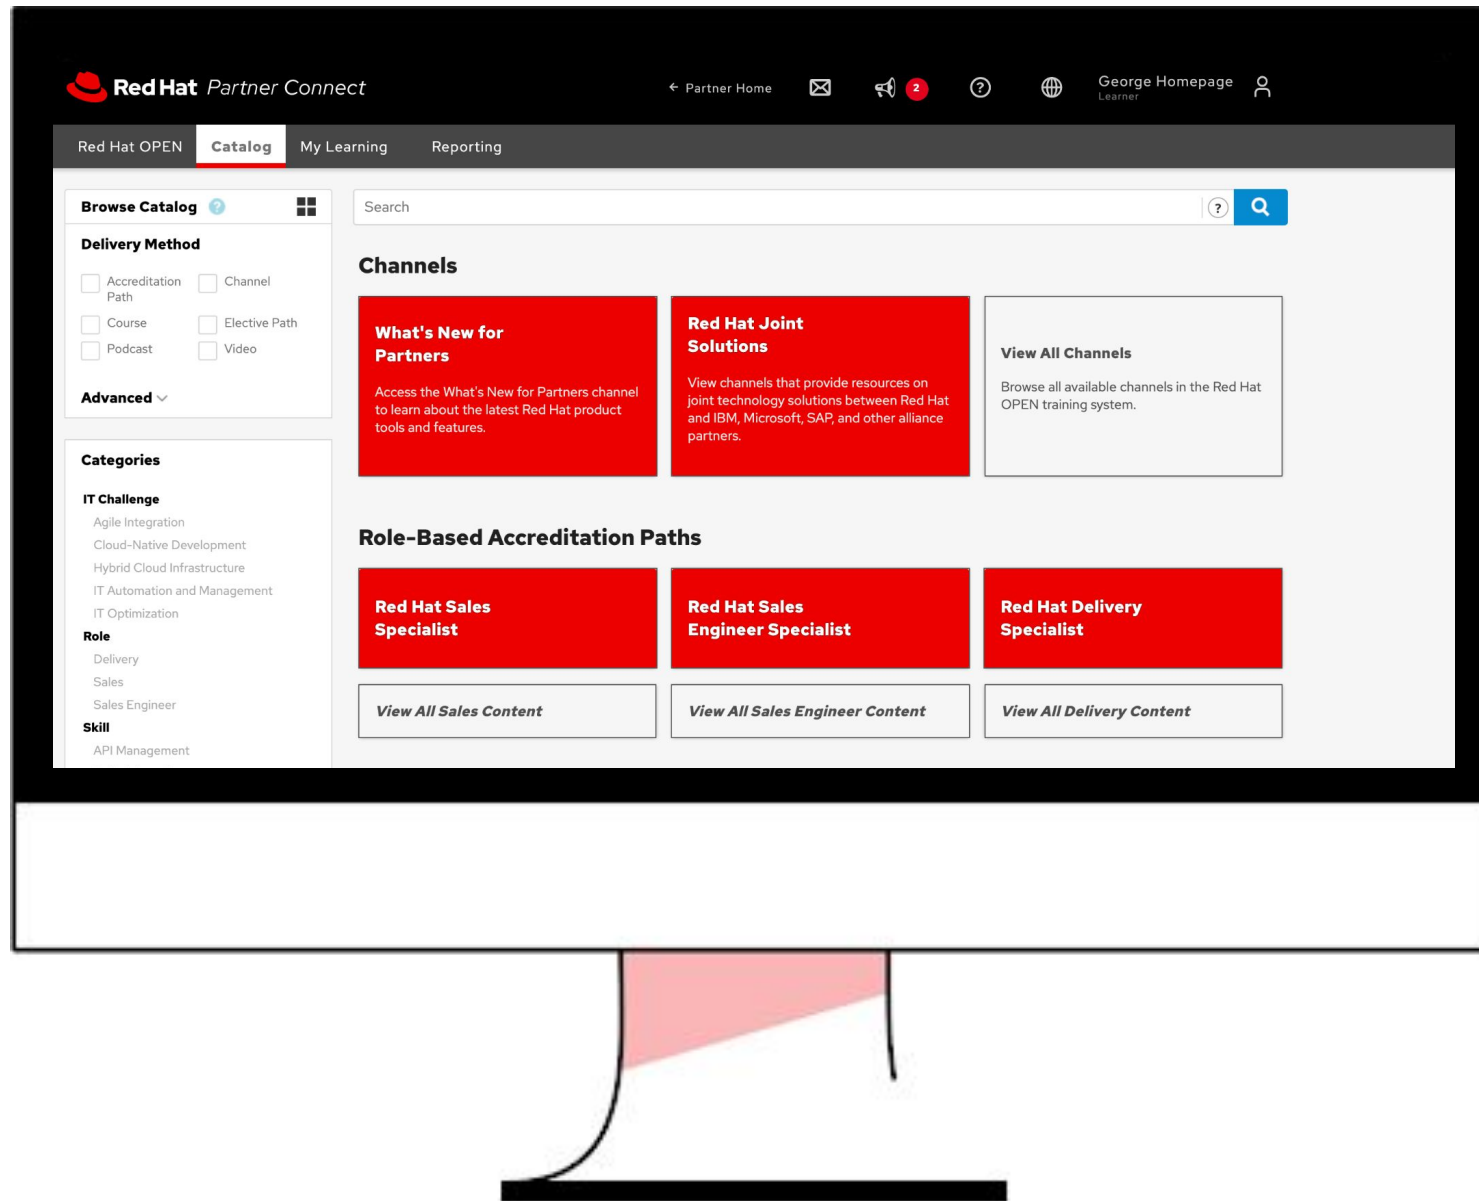 Red Hat Partner Connect
← Partner Home
2
?
George Homepage
Learner
Red Hat OPEN
Catalog
My Learning
Reporting
Browse Catalog ?
Delivery Method
Accreditation
Path
Channel
Course
Elective Path
Podcast
Video
Advanced
Categories
IT Challenge
Agile Integration
Cloud-Native Development
Hybrid Cloud Infrastructure
IT Automation and Management
IT Optimization
Role
Delivery
Sales
Sales Engineer
Skill
API Management
Search
?
Channels
What's New for
Partners
Access the What's New for Partners channel
to learn about the latest Red Hat product
tools and features.
Red Hat Joint
Solutions
View channels that provide resources on
joint technology solutions between Red Hat
and IBM, Microsoft, SAP, and other alliance
partners.
View All Channels
Browse all available channels in the Red Hat
OPEN training system.
Role-Based Accreditation Paths
Red Hat Sales
Specialist
Red Hat Sales
Engineer Specialist
Red Hat Delivery
Specialist
View All Sales Content
View All Sales Engineer Content
View All Delivery Content